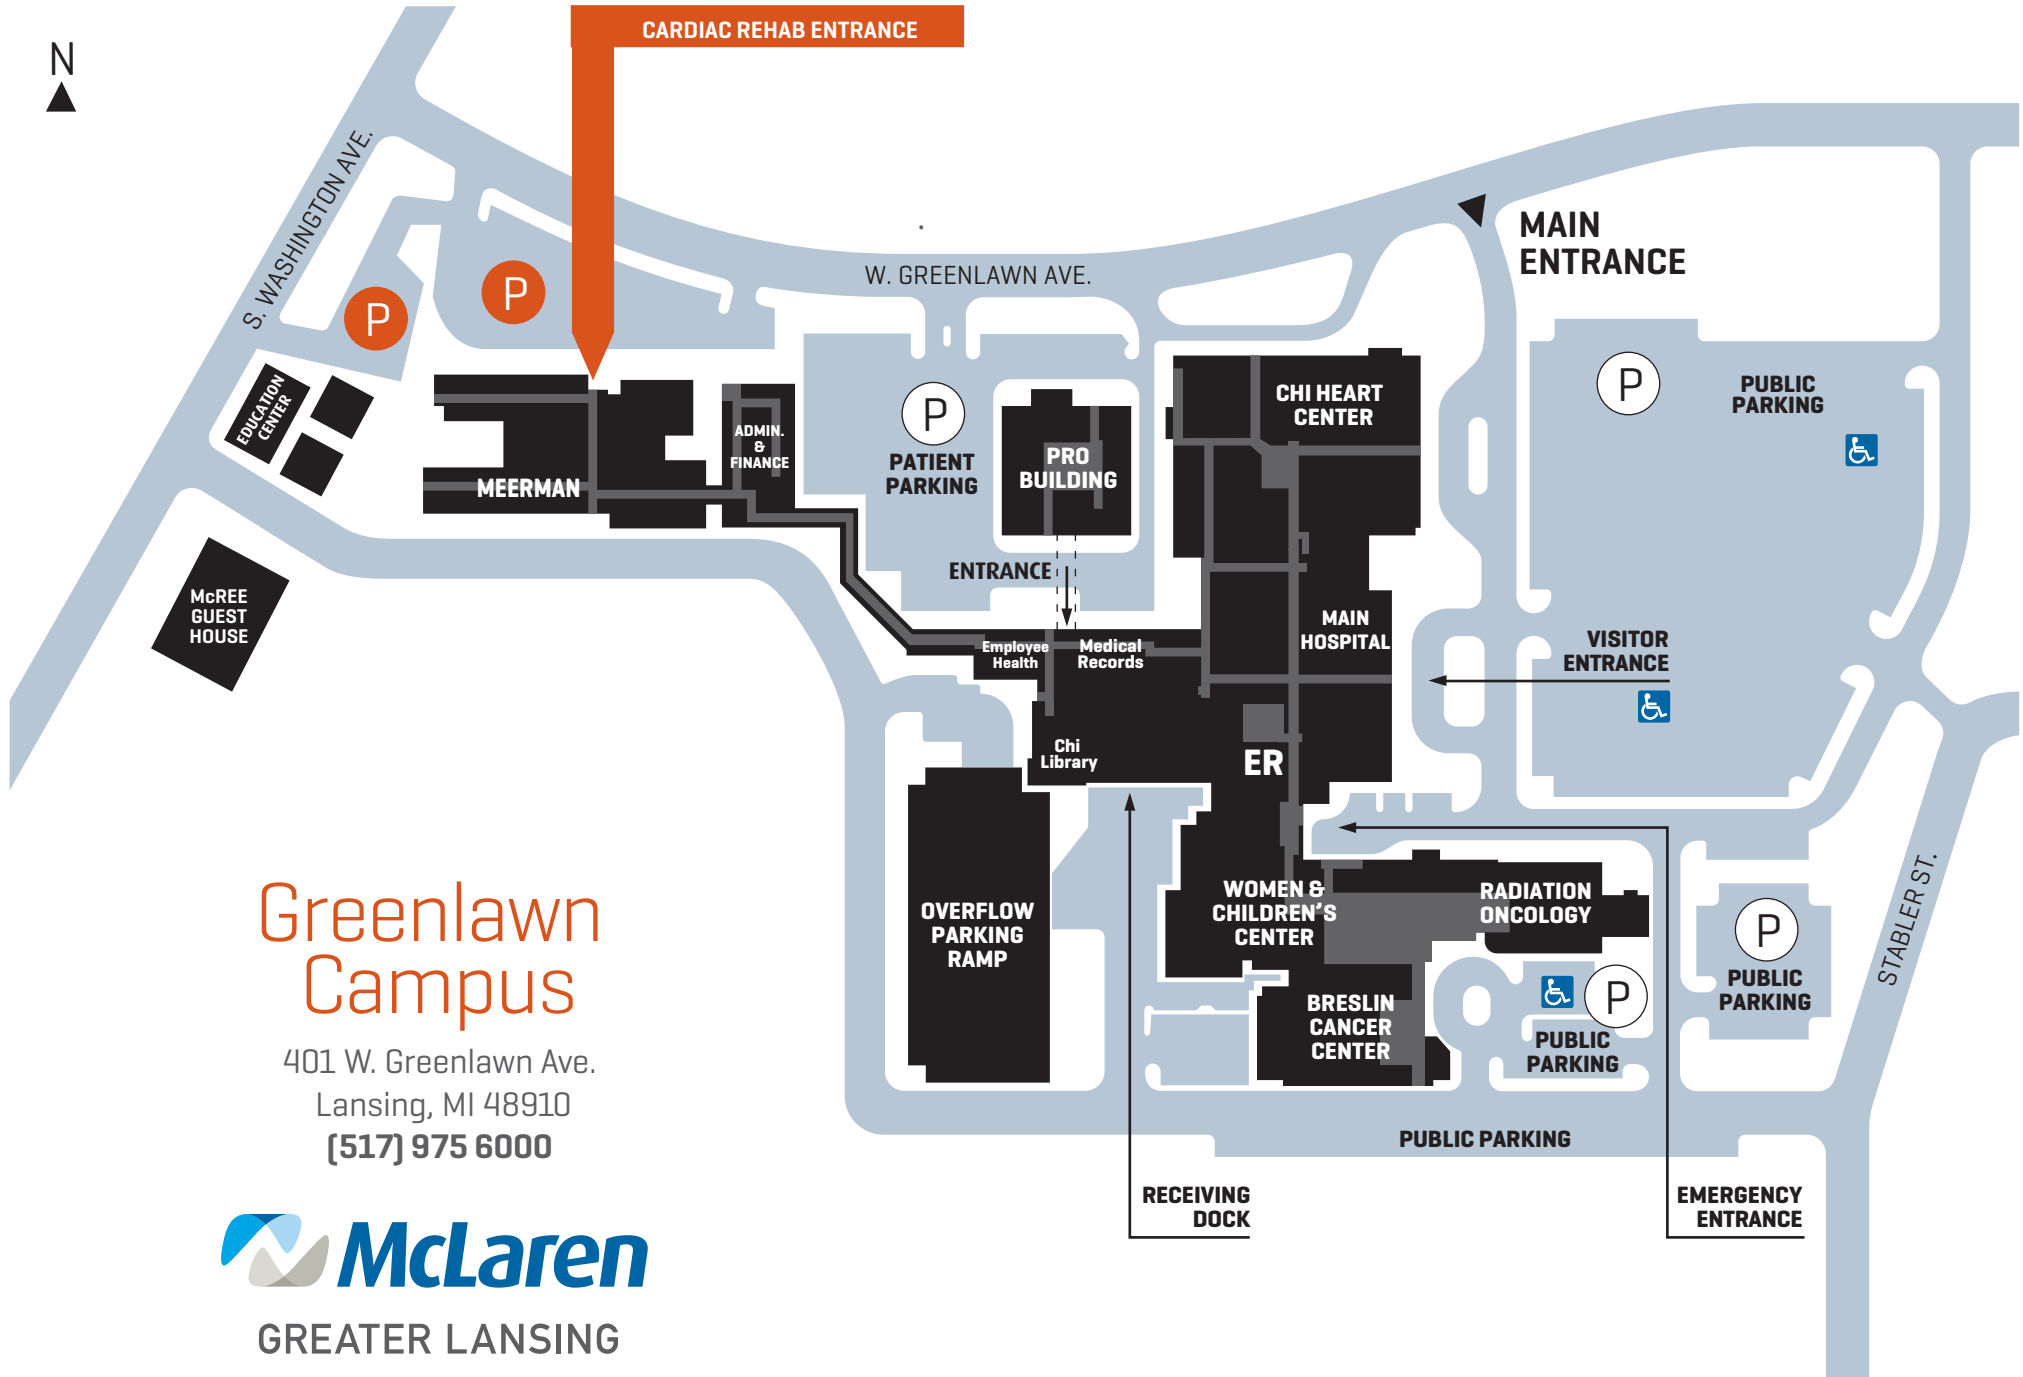 CARDIAC REHAB ENTRANCE
N
S. WASHINGTON AVE.
W. GREENLAWN AVE.
MAIN
ENTRANCE
P
P
P
P
PUBLIC
PARKING
EDUCATION
CENTER
MEERMAN
ADMIN.
&
FINANCE
PATIENT
PARKING
PRO
BUILDING
CHI HEART
CENTER
ENTRANCE
McREE
GUEST
HOUSE
Employee
Health
Medical
Records
MAIN
HOSPITAL
VISITOR
ENTRANCE
Chi
Library
ER
OVERFLOW
PARKING
RAMP
WOMEN &
CHILDREN'S
CENTER
RADIATION
ONCOLOGY
STABLER ST.
P
PUBLIC
PARKING
BRESLIN
CANCER
CENTER
P
PUBLIC
PARKING
PUBLIC PARKING
RECEIVING
DOCK
EMERGENCY
ENTRANCE
Greenlawn
Campus
401 W. Greenlawn Ave.
Lansing, MI 48910
(517) 975 6000
McLaren
GREATER LANSING